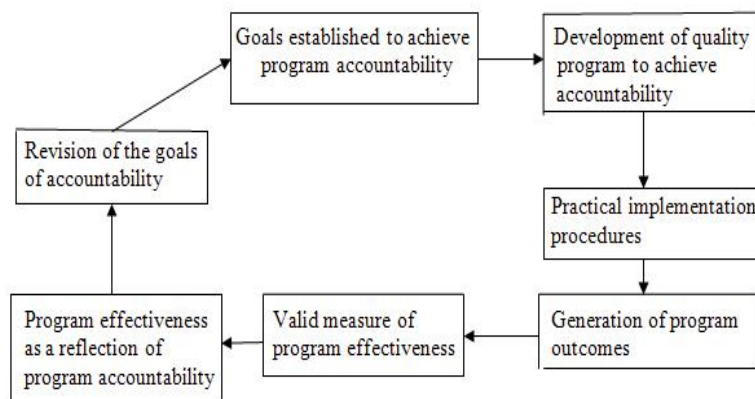 Goals established to achieve
program accountability
Development of quality
program to achieve
accountability
Revision of the goals
of accountability
Practical implementation
procedures
Program effectiveness
as a reflection of
program accountability
Valid measure of
program effectiveness
Generation of program
outcomes